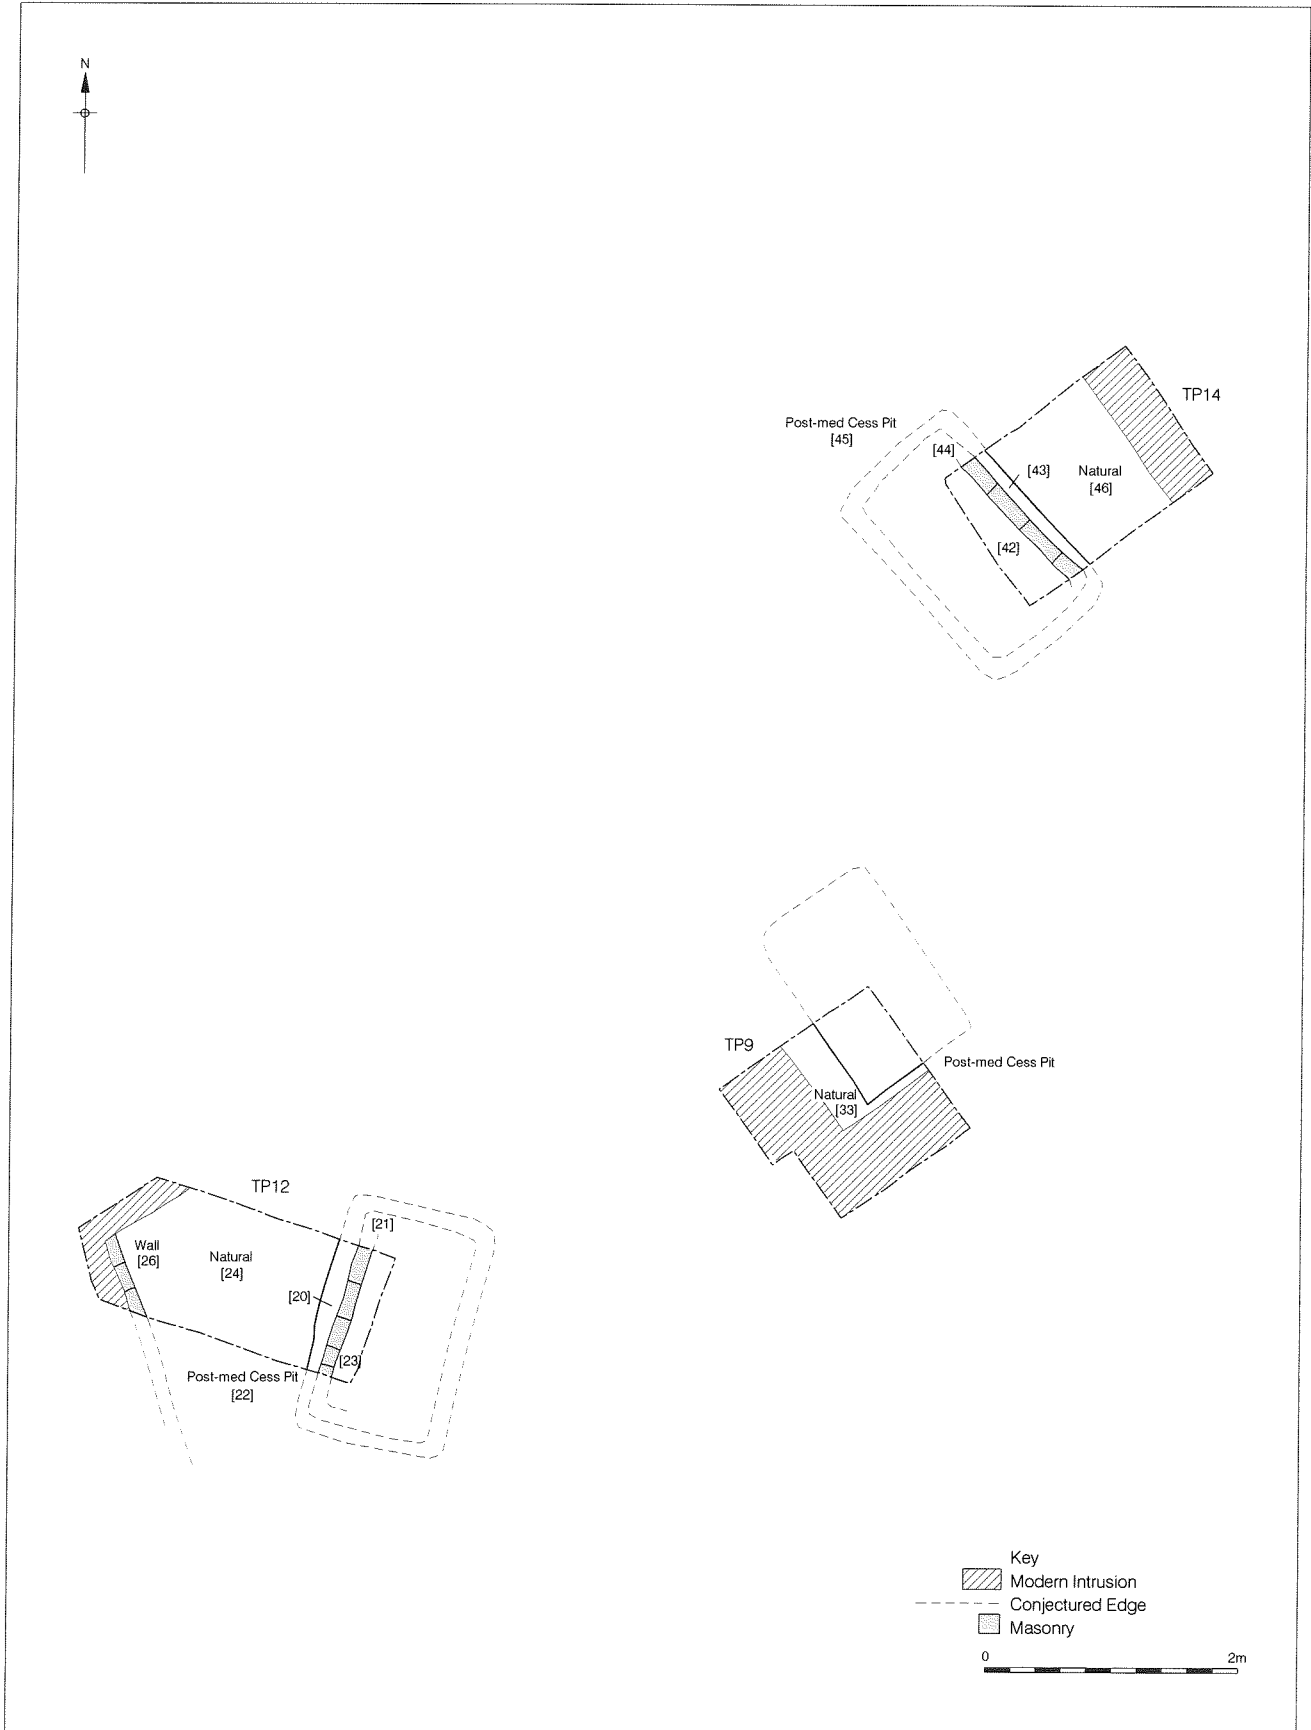 N
TP14
Post-med Cess Pit
[45]
[44]
[43]
Natural
[46]
[42]
TP9
Post-med Cess Pit
Natural
[33]
TP12
[21]
Wall
[26]
Natural
[24]
[20]
[23]
Post-med Cess Pit
[22]
Key
Modern Intrusion
Conjectured Edge
Masonry
0 2m